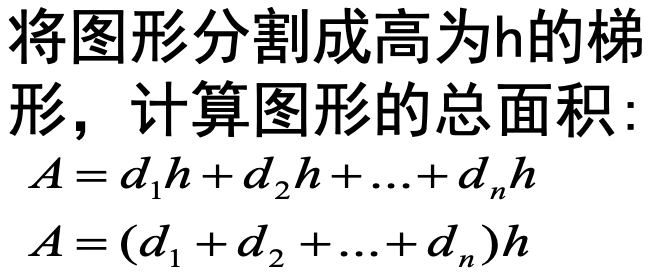 将图形分割成高为h的梯
形，计算图形的总面积:
A = d₁h + d₂h + ... + dₙh
A = (d₁ + d₂ + ... + dₙ)h